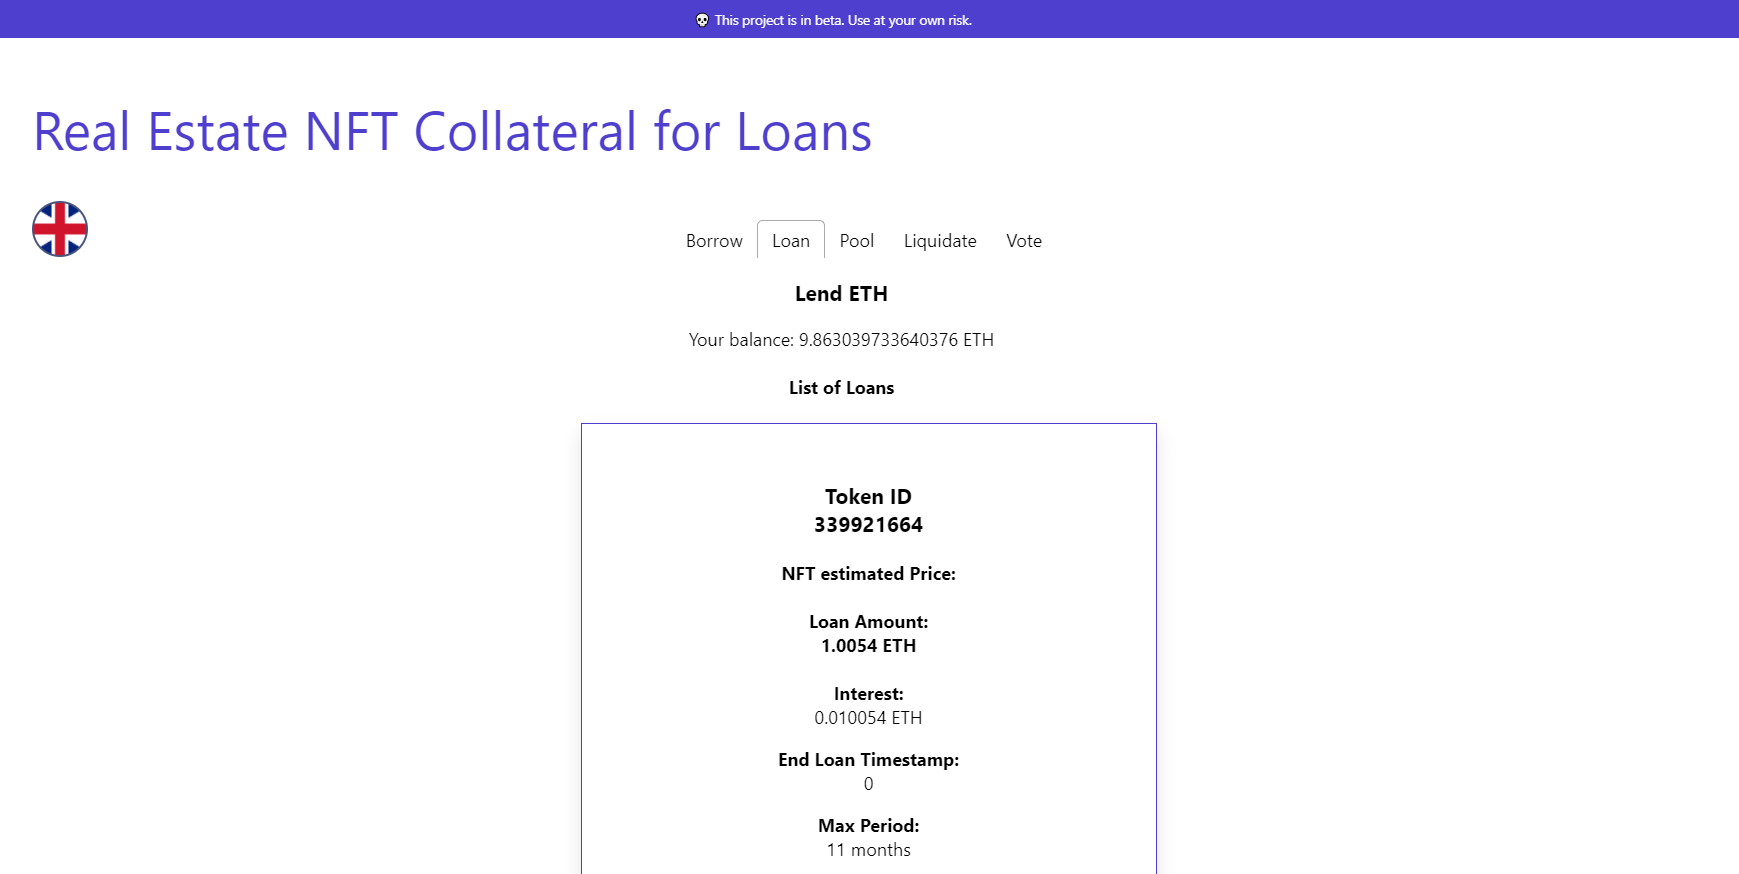 💀 This project is in beta. Use at your own risk.
Real Estate NFT Collateral for Loans
Borrow Loan Pool Liquidate Vote
Lend ETH
Your balance: 9.863039733640376 ETH
List of Loans
Token ID
339921664
NFT estimated Price:
Loan Amount:
1.0054 ETH
Interest:
0.010054 ETH
End Loan Timestamp:
0
Max Period:
11 months